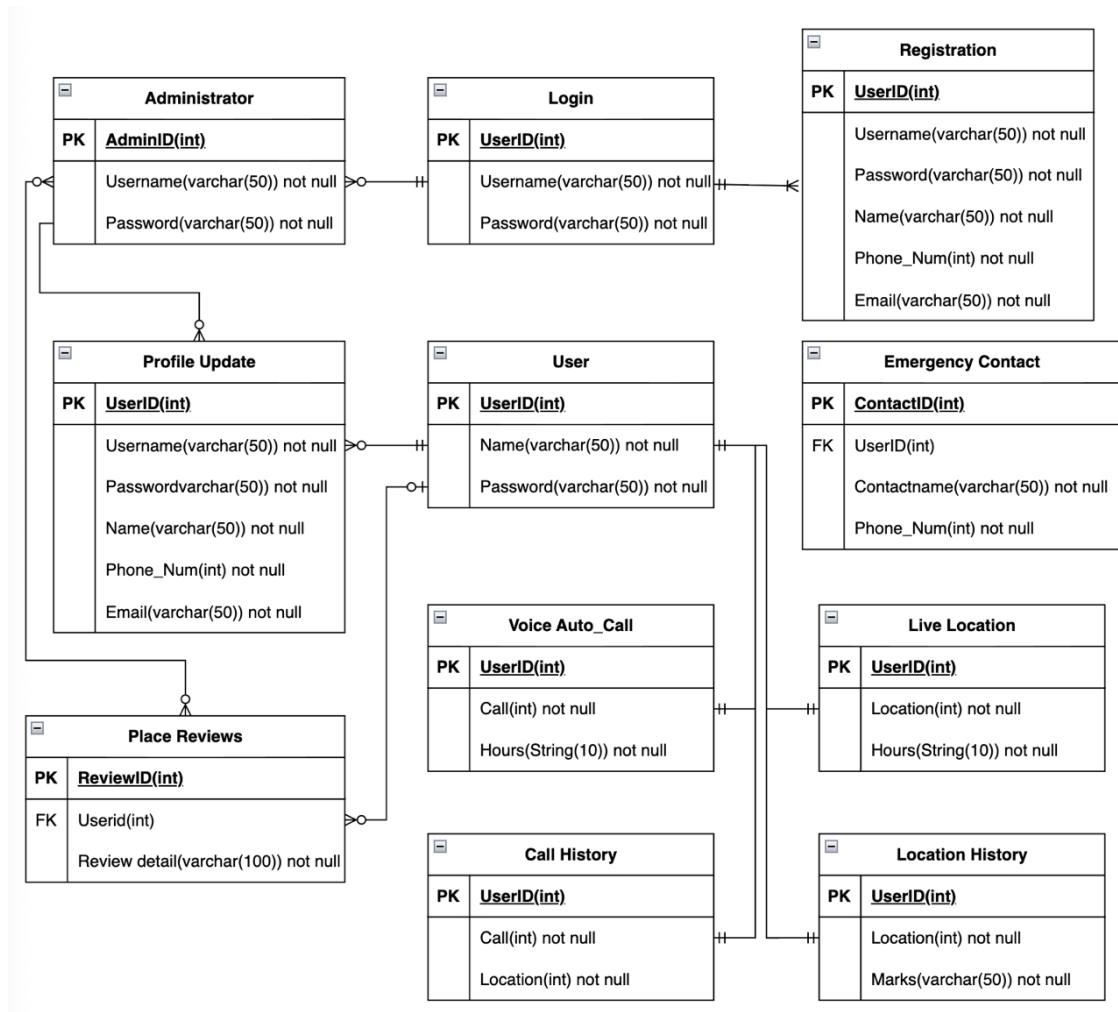 Administrator
PK AdminID(int)
Username(varchar(50)) not null
Password(varchar(50)) not null
Login
PK UserID(int)
Username(varchar(50)) not null
Password(varchar(50)) not null
Registration
PK UserID(int)
Username(varchar(50)) not null
Password(varchar(50)) not null
Name(varchar(50)) not null
Phone_Num(int) not null
Email(varchar(50)) not null
Profile Update
PK UserID(int)
Username(varchar(50)) not null
Passwordvarchar(50)) not null
Name(varchar(50)) not null
Phone_Num(int) not null
Email(varchar(50)) not null
User
PK UserID(int)
Name(varchar(50)) not null
Password(varchar(50)) not null
Emergency Contact
PK ContactID(int)
FK UserID(int)
Contactname(varchar(50)) not null
Phone_Num(int) not null
Voice Auto_Call
PK UserID(int)
Call(int) not null
Hours(String(10)) not null
Live Location
PK UserID(int)
Location(int) not null
Hours(String(10)) not null
Place Reviews
PK ReviewID(int)
FK Userid(int)
Review detail(varchar(100)) not null
Call History
PK UserID(int)
Call(int) not null
Location(int) not null
Location History
PK UserID(int)
Location(int) not null
Marks(varchar(50)) not null